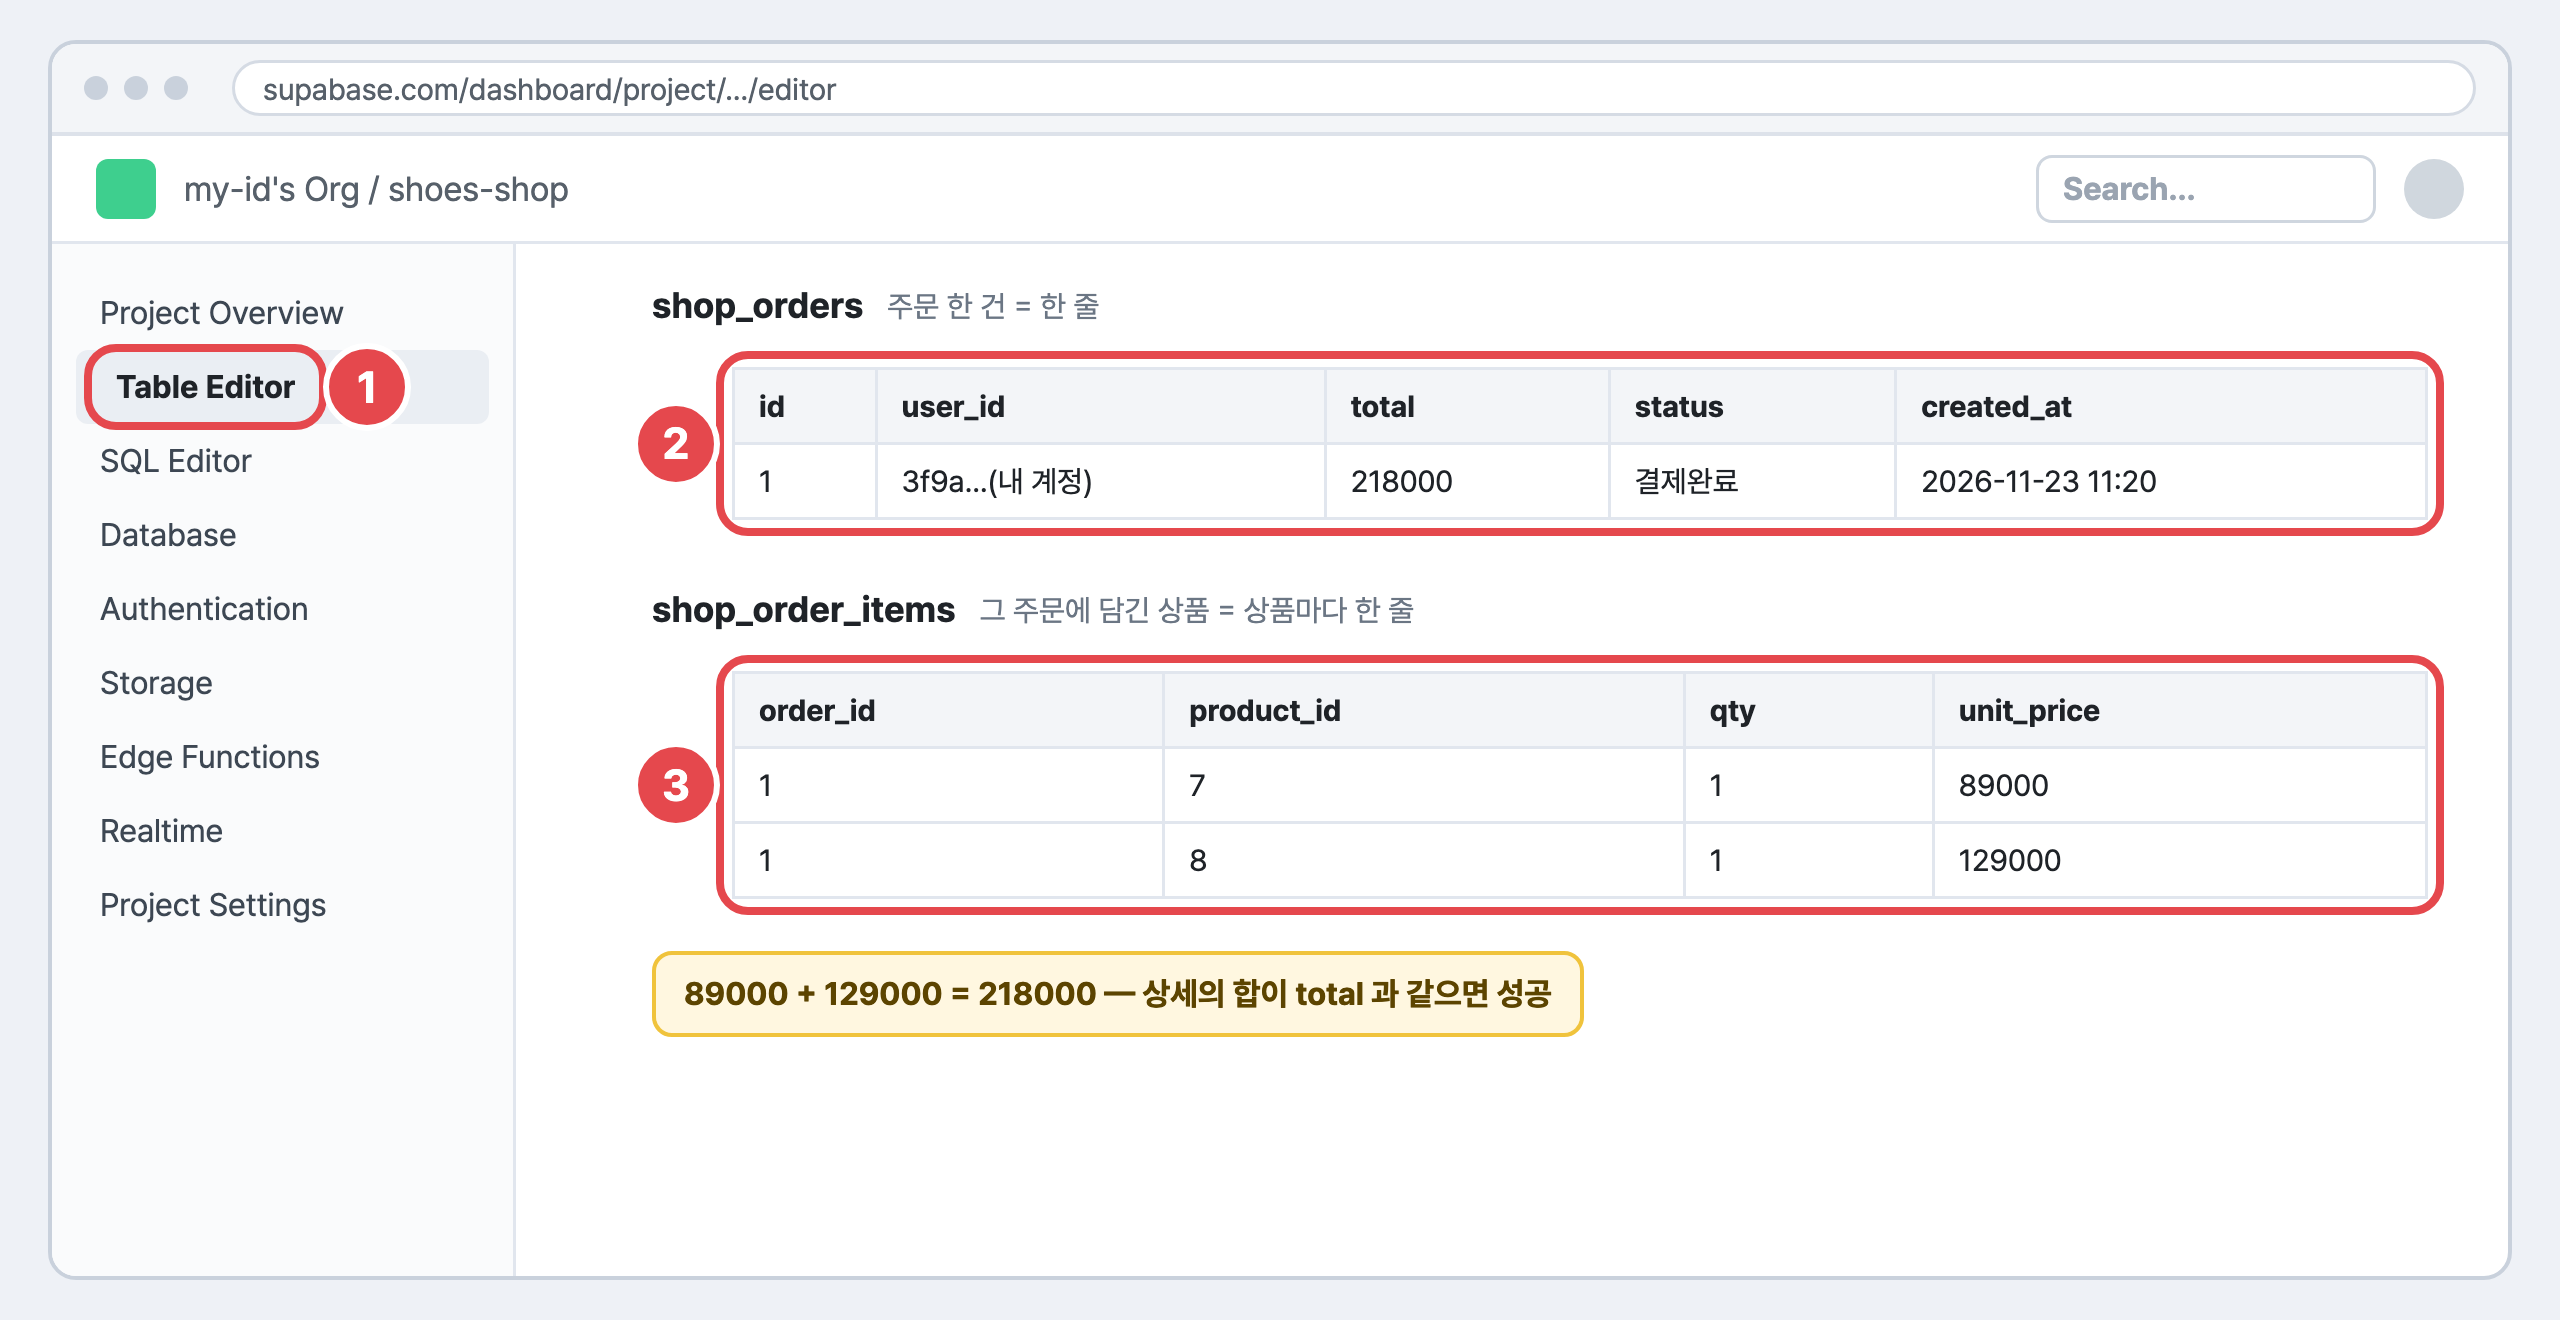 supabase.com/dashboard/project/.../editor
my-id's Org / shoes-shop
Search...
Project Overview
Table Editor
1
SQL Editor
Database
Authentication
Storage
Edge Functions
Realtime
Project Settings
shop_orders 주문 한 건 = 한 줄
2
id user_id total status created_at
1 3f9a...(내 계정) 218000 결제완료 2026-11-23 11:20
shop_order_items 그 주문에 담긴 상품 = 상품마다 한 줄
3
order_id product_id qty unit_price
1 7 1 89000
1 8 1 129000
89000 + 129000 = 218000 — 상세의 합이 total 과 같으면 성공